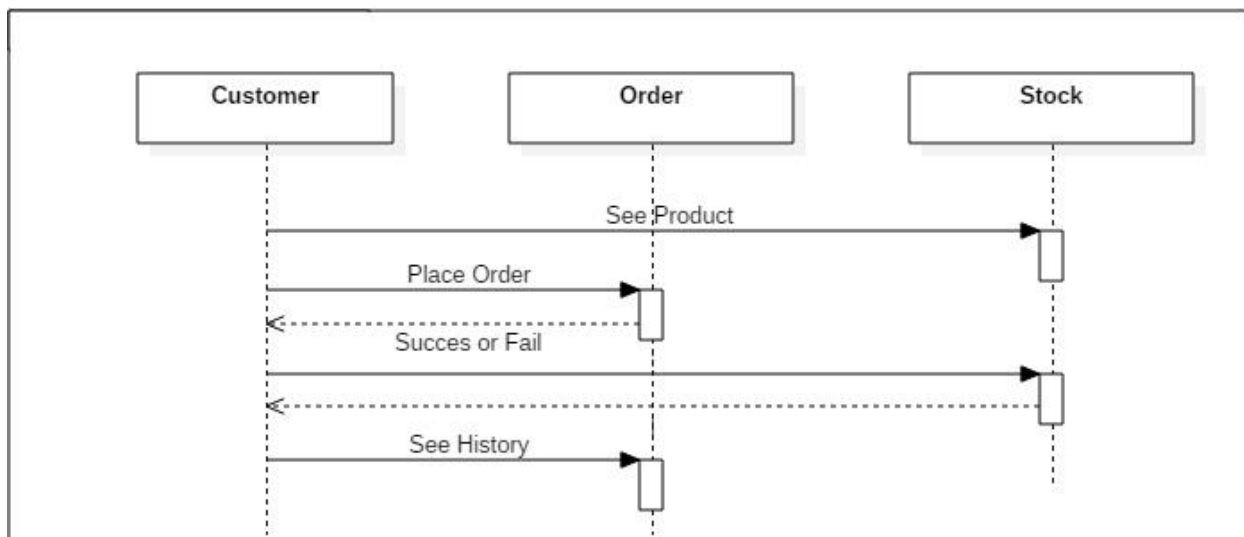 Customer
Order
Stock
See Product
Place Order
Succes or Fail
See History